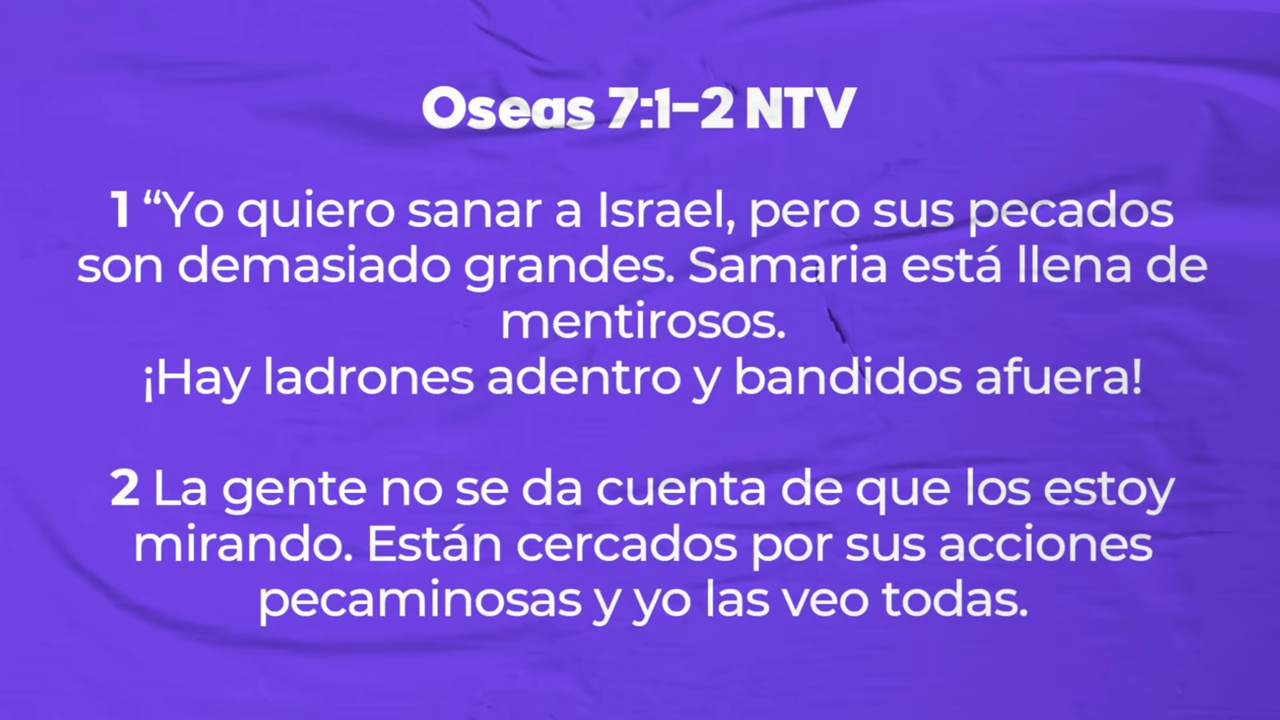 Oseas 7:1–2 NTV
1 “Yo quiero sanar a Israel, pero sus pecados
son demasiado grandes. Samaria está llena de
mentirosos.
¡Hay ladrones adentro y bandidos afuera!
2 La gente no se da cuenta de que los estoy
mirando. Están cercados por sus acciones
pecaminosas y yo las veo todas.